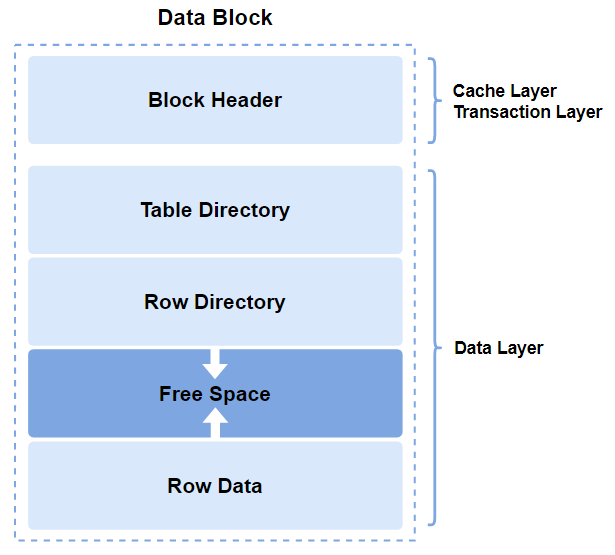 Data Block
Block Header
Cache Layer
Transaction Layer
Table Directory
Row Directory
Data Layer
Free Space
Row Data